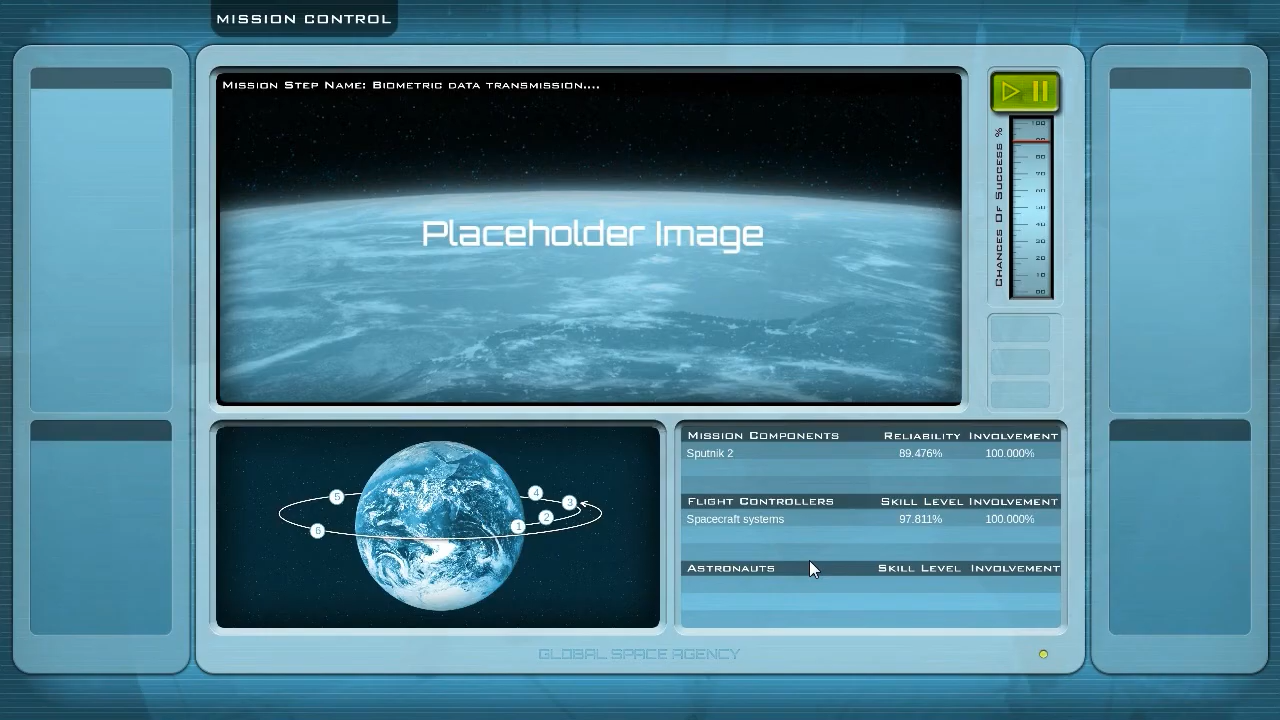 MISSION CONTROL
MISSION STEP NAME: BIOMETRIC DATA TRANSMISSION....
Placeholder Image
CHANCES OF SUCCESS %
100
80
70
60
50
40
30
20
10
00
5
4
3
2
1
6
MISSION COMPONENTS RELIABILITY INVOLVEMENT
Sputnik 2 89.476% 100.000%
FLIGHT CONTROLLERS SKILL LEVEL INVOLVEMENT
Spacecraft systems 97.811% 100.000%
ASTRONAUTS SKILL LEVEL INVOLVEMENT
GLOBAL SPACE AGENCY